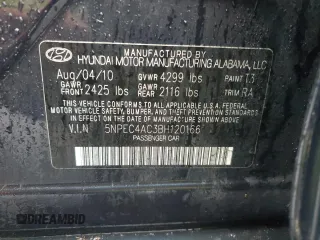 HYUNDAI MOTOR MANUFACTURING ALABAMA, LLC
Aug/04/10 GVWR 4299 lbs PAINT T3
GAWR FRONT 2425 lbs GAWR REAR 2116 lbs TRIM RA
THIS VEHICLE CONFORMS TO ALL APPLICABLE U.S. FEDERAL
MOTOR VEHICLE SAFETY, BUMPER, AND THEFT PREVENTION
STANDARDS IN EFFECT ON THE DATE OF MANUFACTURE SHOWN ABOVE.
V.I.N 5NPEC4AC3BH120166
PASSENGER CAR
DREAMBID